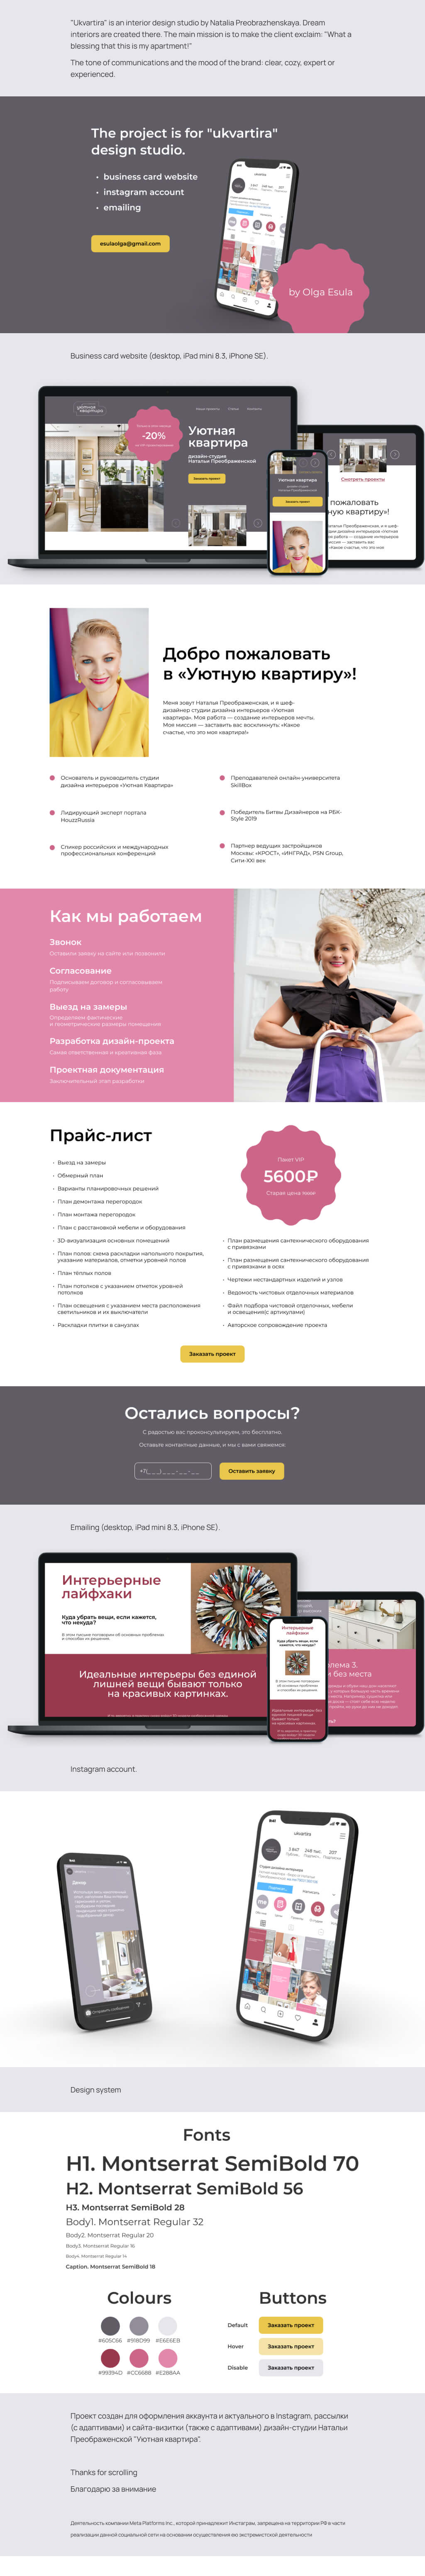 "Ukvartira" is an interior design studio by Natalia Preobrazhenskaya. Dream
interiors are created there. The main mission is to make the client exclaim: "What a
blessing that this is my apartment!"
The tone of communications and the mood of the brand: clear, cozy, expert or
experienced.
The project is for "ukvartira"
design studio.
business card website
instagram account
emailing
esulaolga@gmail.com
by Olga Esula
Business card website (desktop, iPad mini 8.3, iPhone SE).
-20%
Уютная
квартира
дизайн-студия
Натальи Преображенской
Заказать проект
Смотреть проекты
Добро пожаловать
в «Уютную квартиру»!
Меня зовут Наталья Преображенская, и я шеф-
дизайнер студии дизайна интерьеров «Уютная
квартира». Моя работа — создание интерьеров мечты.
Моя миссия — заставить вас воскликнуть: «Какое
счастье, что это моя квартира!»
Основатель и руководитель студии
дизайна интерьеров «Уютная Квартира»
Преподавателей онлайн-университета
SkillBox
Лидирующий эксперт портала
HouzzRussia
Победитель Битвы Дизайнеров на РБК-
Style 2019
Спикер российских и международных
профессиональных конференций
Партнер ведущих застройщиков
Москвы: «КРОСТ», «ИНГРАД», PSN Group,
Сити-XXI век
Как мы работаем
Звонок
Оставили заявку на сайте или позвонили
Согласование
Подписываем договор и согласовываем
работу
Выезд на замеры
Определяем фактические
и геометрические размеры помещения
Разработка дизайн-проекта
Самая ответственная и креативная фаза
Проектная документация
Заключительный этап разработки
Прайс-лист
Пакет VIP
5600₽
Старая цена
Выезд на замеры
Обмерный план
Варианты планировочных решений
План демонтажа перегородок
План монтажа перегородок
План с расстановкой мебели и оборудования
3D-визуализация основных помещений
План полов: схема раскладки напольного покрытия,
указание материалов, отметки уровней полов
План тёплых полов
План потолков с указанием отметок уровней
потолков
План освещения с указанием места расположения
светильников и их выключатели
Раскладки плитки в санузлах
План размещения сантехнического оборудования
с привязками
План размещения сантехнического оборудования
с привязками в осях
Чертежи нестандартных изделий и узлов
Ведомость чистовых отделочных материалов
Файл подбора чистовой отделочных, мебели
и освещения(с артикулами)
Авторское сопровождение проекта
Заказать проект
Остались вопросы?
С радостью вас проконсультируем, это бесплатно.
Оставьте контактные данные, и мы с вами свяжемся:
+7(_ _ _) _ _ _ - _ _ - _ _
Оставить заявку
Emailing (desktop, iPad mini 8.3, iPhone SE).
Интерьерные
лайфхаки
Куда убрать вещи, если кажется,
что некуда?
В этом письме поговорим об основных проблемах
и способах их решения.
Идеальные интерьеры без единой
лишней вещи бывают только
на красивых картинках.
Instagram account.
Декор
ukvartira
Design system
Fonts
H1. Montserrat SemiBold 70
H2. Montserrat SemiBold 56
H3. Montserrat SemiBold 28
Body1. Montserrat Regular 32
Body2. Montserrat Regular 20
Body3. Montserrat Regular 16
Body4. Montserrat Regular 14
Caption. Montserrat SemiBold 18
Colours
#605C66 #918D99 #E6E6EB
#99394D #CC6688 #E288AA
Buttons
Default Заказать проект
Hover Заказать проект
Disable Заказать проект
Проект создан для оформления аккаунта и актуального в Instagram, рассылки
(с адаптивами) и сайта-визитки (также с адаптивами) дизайн-студии Натальи
Преображенской "Уютная квартира".
Thanks for scrolling
Благодарю за внимание
Деятельность компании Meta Platforms Inc., которой принадлежит Инстаграм, запрещена на территории РФ в части
реализации данной социальной сети на основании осуществления ею экстремистской деятельности